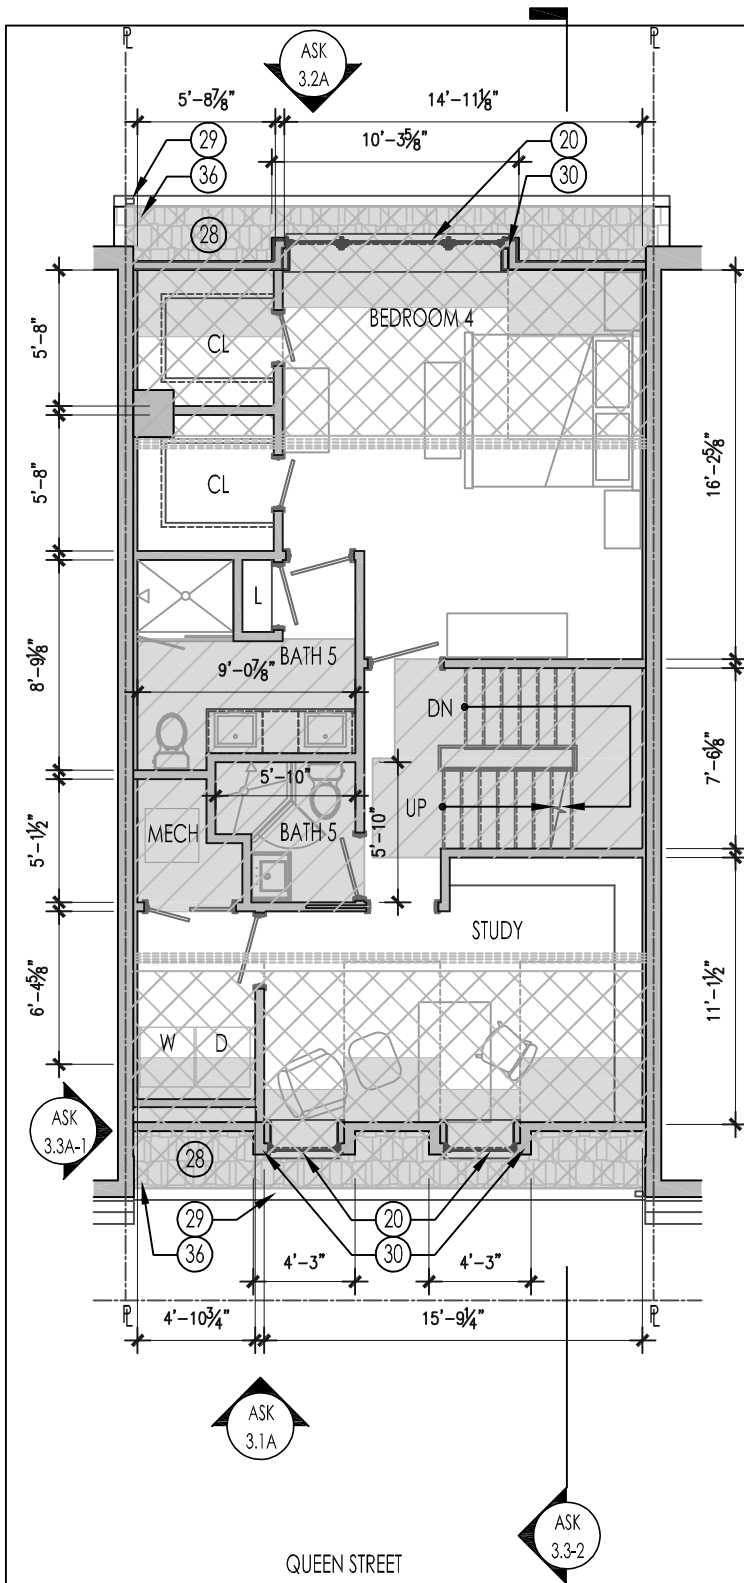 ASK
3.2A
5'-8⅞"
14'-11⅛"
10'-3⅝"
29
20
36
30
28
BEDROOM 4
CL
5'-8"
CL
5'-8"
16'-2⅝"
L
BATH 5
9'-0⅞"
8'-9⅛"
DN
7'-6⅛"
5'-10"
UP
MECH
BATH 5
5'-10"
5'-1½"
STUDY
6'-4⅝"
11'-1½"
W
D
ASK
3.3A-1
28
29
20
36
30
4'-3"
4'-3"
4'-10¾"
15'-9¼"
ASK
3.1A
ASK
3.3-2
QUEEN STREET
PL
PL
PL
PL